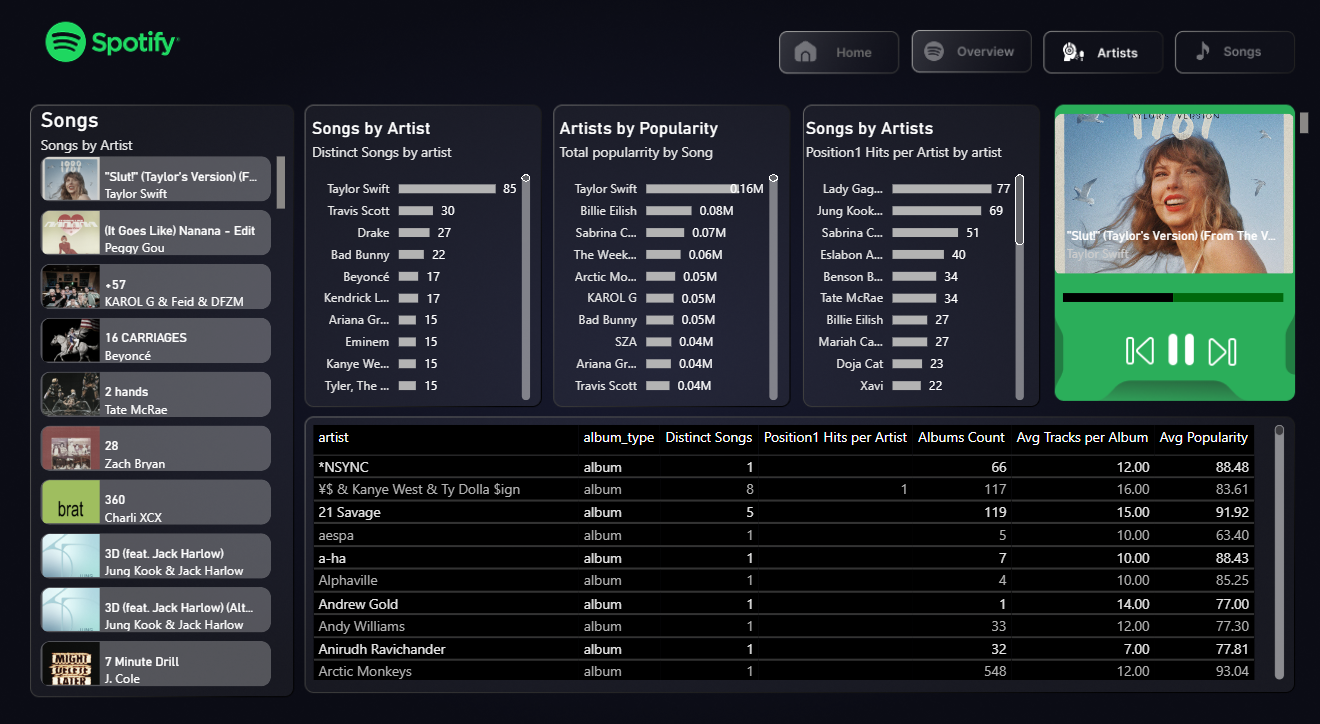 Spotify
Home
Overview
Artists
Songs
Songs
Songs by Artist
"Slut!" (Taylor's Version) (F...
Taylor Swift
(It Goes Like) Nanana - Edit
Peggy Gou
+57
KAROL G & Feid & DFZM
16 CARRIAGES
Beyoncé
2 hands
Tate McRae
28
Zach Bryan
brat
360
Charli XCX
3D (feat. Jack Harlow)
Jung Kook & Jack Harlow
3D (feat. Jack Harlow) (Alt...
Jung Kook & Jack Harlow
MIGHT
DELETE
LATER
7 Minute Drill
J. Cole
Songs by Artist
Distinct Songs by artist
Taylor Swift 85
Travis Scott 30
Drake 27
Bad Bunny 22
Beyoncé 17
Kendrick L... 17
Ariana Gr... 15
Eminem 15
Kanye We... 15
Tyler, The ... 15
Artists by Popularity
Total popularrity by Song
Taylor Swift 0.16M
Billie Eilish 0.08M
Sabrina C... 0.07M
The Week... 0.06M
Arctic Mo... 0.05M
KAROL G 0.05M
Bad Bunny 0.05M
SZA 0.04M
Ariana Gr... 0.04M
Travis Scott 0.04M
Songs by Artists
Position1 Hits per Artist by artist
Lady Gag... 77
Jung Kook... 69
Sabrina C... 51
Eslabon A... 40
Benson B... 34
Tate McRae 34
Billie Eilish 27
Mariah Ca... 27
Doja Cat 23
Xavi 22
TAYLOR'S VERSION
"Slut!" (Taylor's Version) (From The V...
Taylor Swift
artist album_type Distinct Songs Position1 Hits per Artist Albums Count Avg Tracks per Album Avg Popularity
*NSYNC album 1 66 12.00 88.48
¥$ & Kanye West & Ty Dolla $ign album 8 1 117 16.00 83.61
21 Savage album 5 119 15.00 91.92
aespa album 1 5 10.00 63.40
a-ha album 1 7 10.00 88.43
Alphaville album 1 4 10.00 85.25
Andrew Gold album 1 1 14.00 77.00
Andy Williams album 1 33 12.00 77.30
Anirudh Ravichander album 1 32 7.00 77.81
Arctic Monkeys album 1 548 12.00 93.04